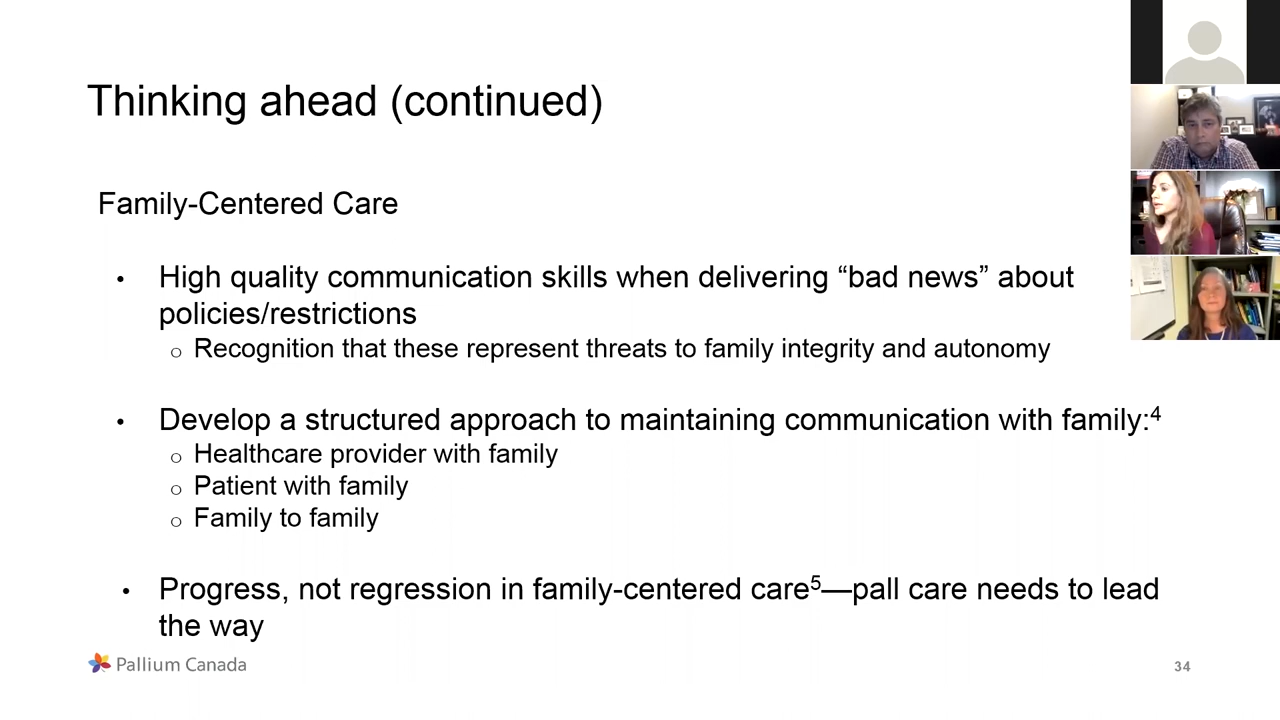 Thinking ahead (continued)
Family-Centered Care
• High quality communication skills when delivering “bad news” about
policies/restrictions
o Recognition that these represent threats to family integrity and autonomy
• Develop a structured approach to maintaining communication with family:4
o Healthcare provider with family
o Patient with family
o Family to family
• Progress, not regression in family-centered care5—pall care needs to lead
the way
Pallium Canada
34